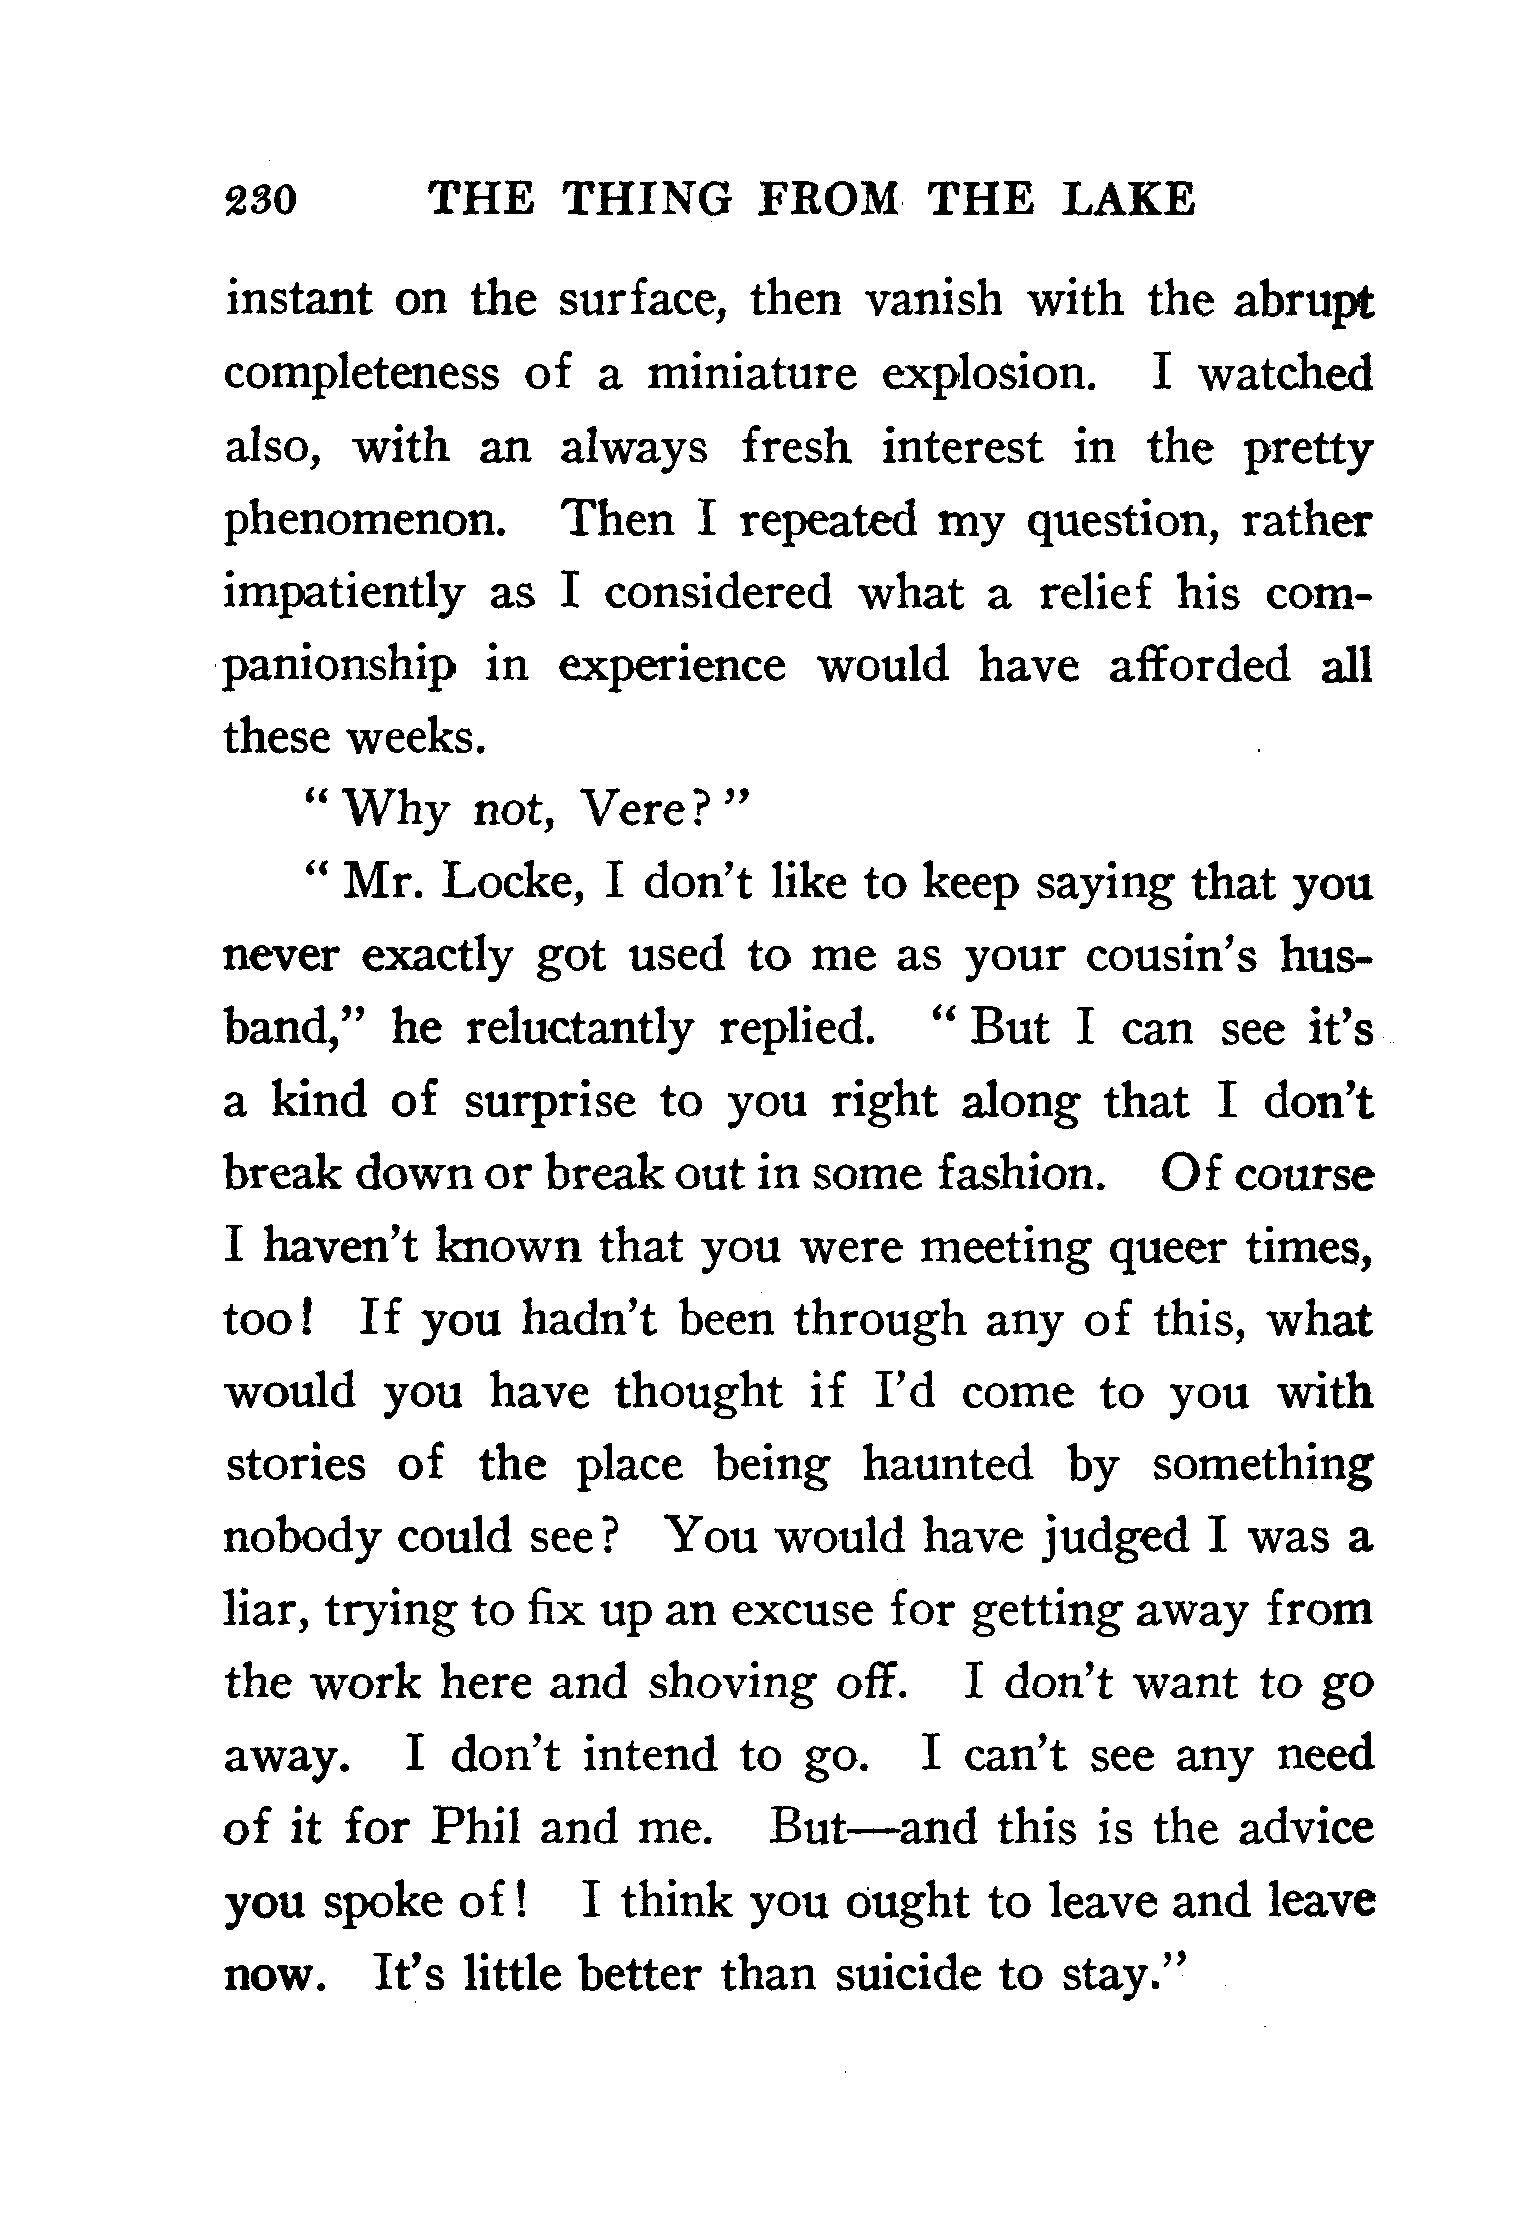 230 THE THING FROM THE LAKE
instant on the surface, then vanish with the abrupt
completeness of a miniature explosion. I watched
also, with an always fresh interest in the pretty
phenomenon. Then I repeated my question, rather
impatiently as I considered what a relief his com-
panionship in experience would have afforded all
these weeks.
“Why not, Vere?”
“Mr. Locke, I don’t like to keep saying that you
never exactly got used to me as your cousin’s hus-
band,” he reluctantly replied. “But I can see it’s
a kind of surprise to you right along that I don’t
break down or break out in some fashion. Of course
I haven’t known that you were meeting queer times,
too! If you hadn’t been through any of this, what
would you have thought if I’d come to you with
stories of the place being haunted by something
nobody could see? You would have judged I was a
liar, trying to fix up an excuse for getting away from
the work here and shoving off. I don’t want to go
away. I don’t intend to go. I can’t see any need
of it for Phil and me. But—and this is the advice
you spoke of! I think you ought to leave and leave
now. It’s little better than suicide to stay.”